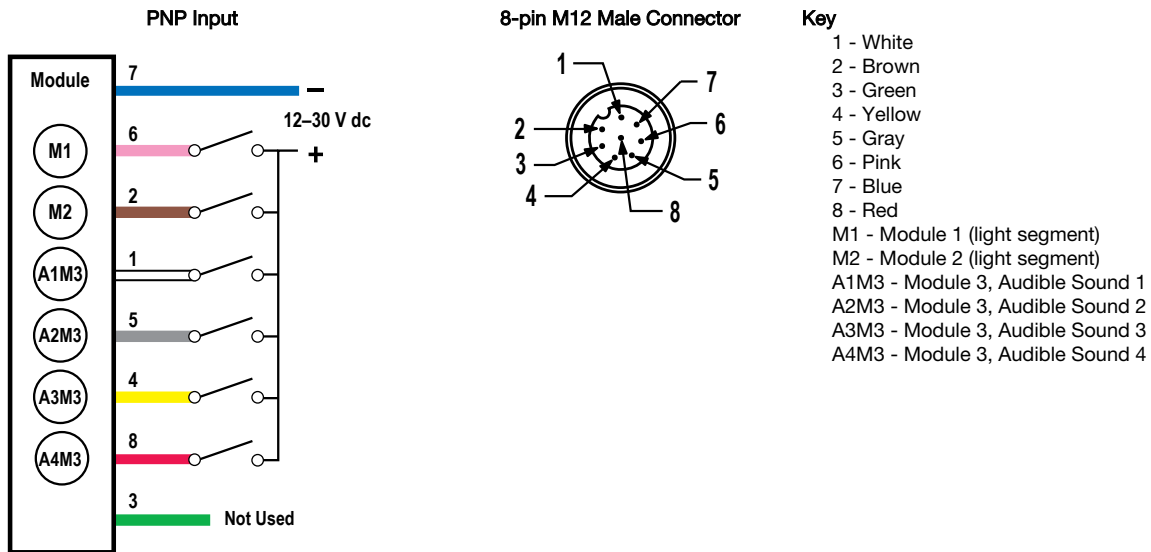 PNP Input
Module
7
–
12–30 V dc
+
M1
6
M2
2
A1M3
1
A2M3
5
A3M3
4
A4M3
8
3
Not Used
8-pin M12 Male Connector
1
7
2
6
3
4
5
8
Key
1 - White
2 - Brown
3 - Green
4 - Yellow
5 - Gray
6 - Pink
7 - Blue
8 - Red
M1 - Module 1 (light segment)
M2 - Module 2 (light segment)
A1M3 - Module 3, Audible Sound 1
A2M3 - Module 3, Audible Sound 2
A3M3 - Module 3, Audible Sound 3
A4M3 - Module 3, Audible Sound 4